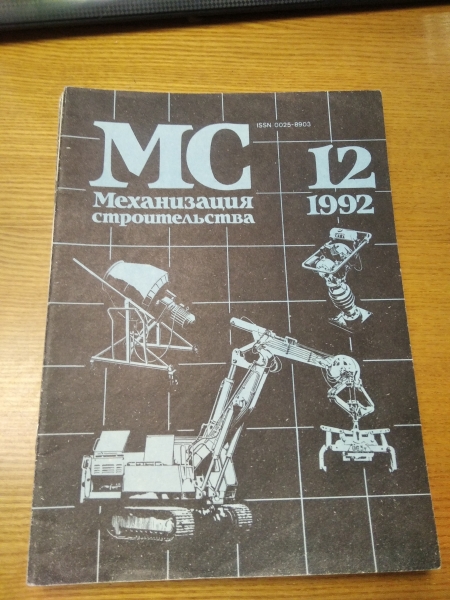 ISSN 0025-8903
МС
12
Механизация
строительства
1992